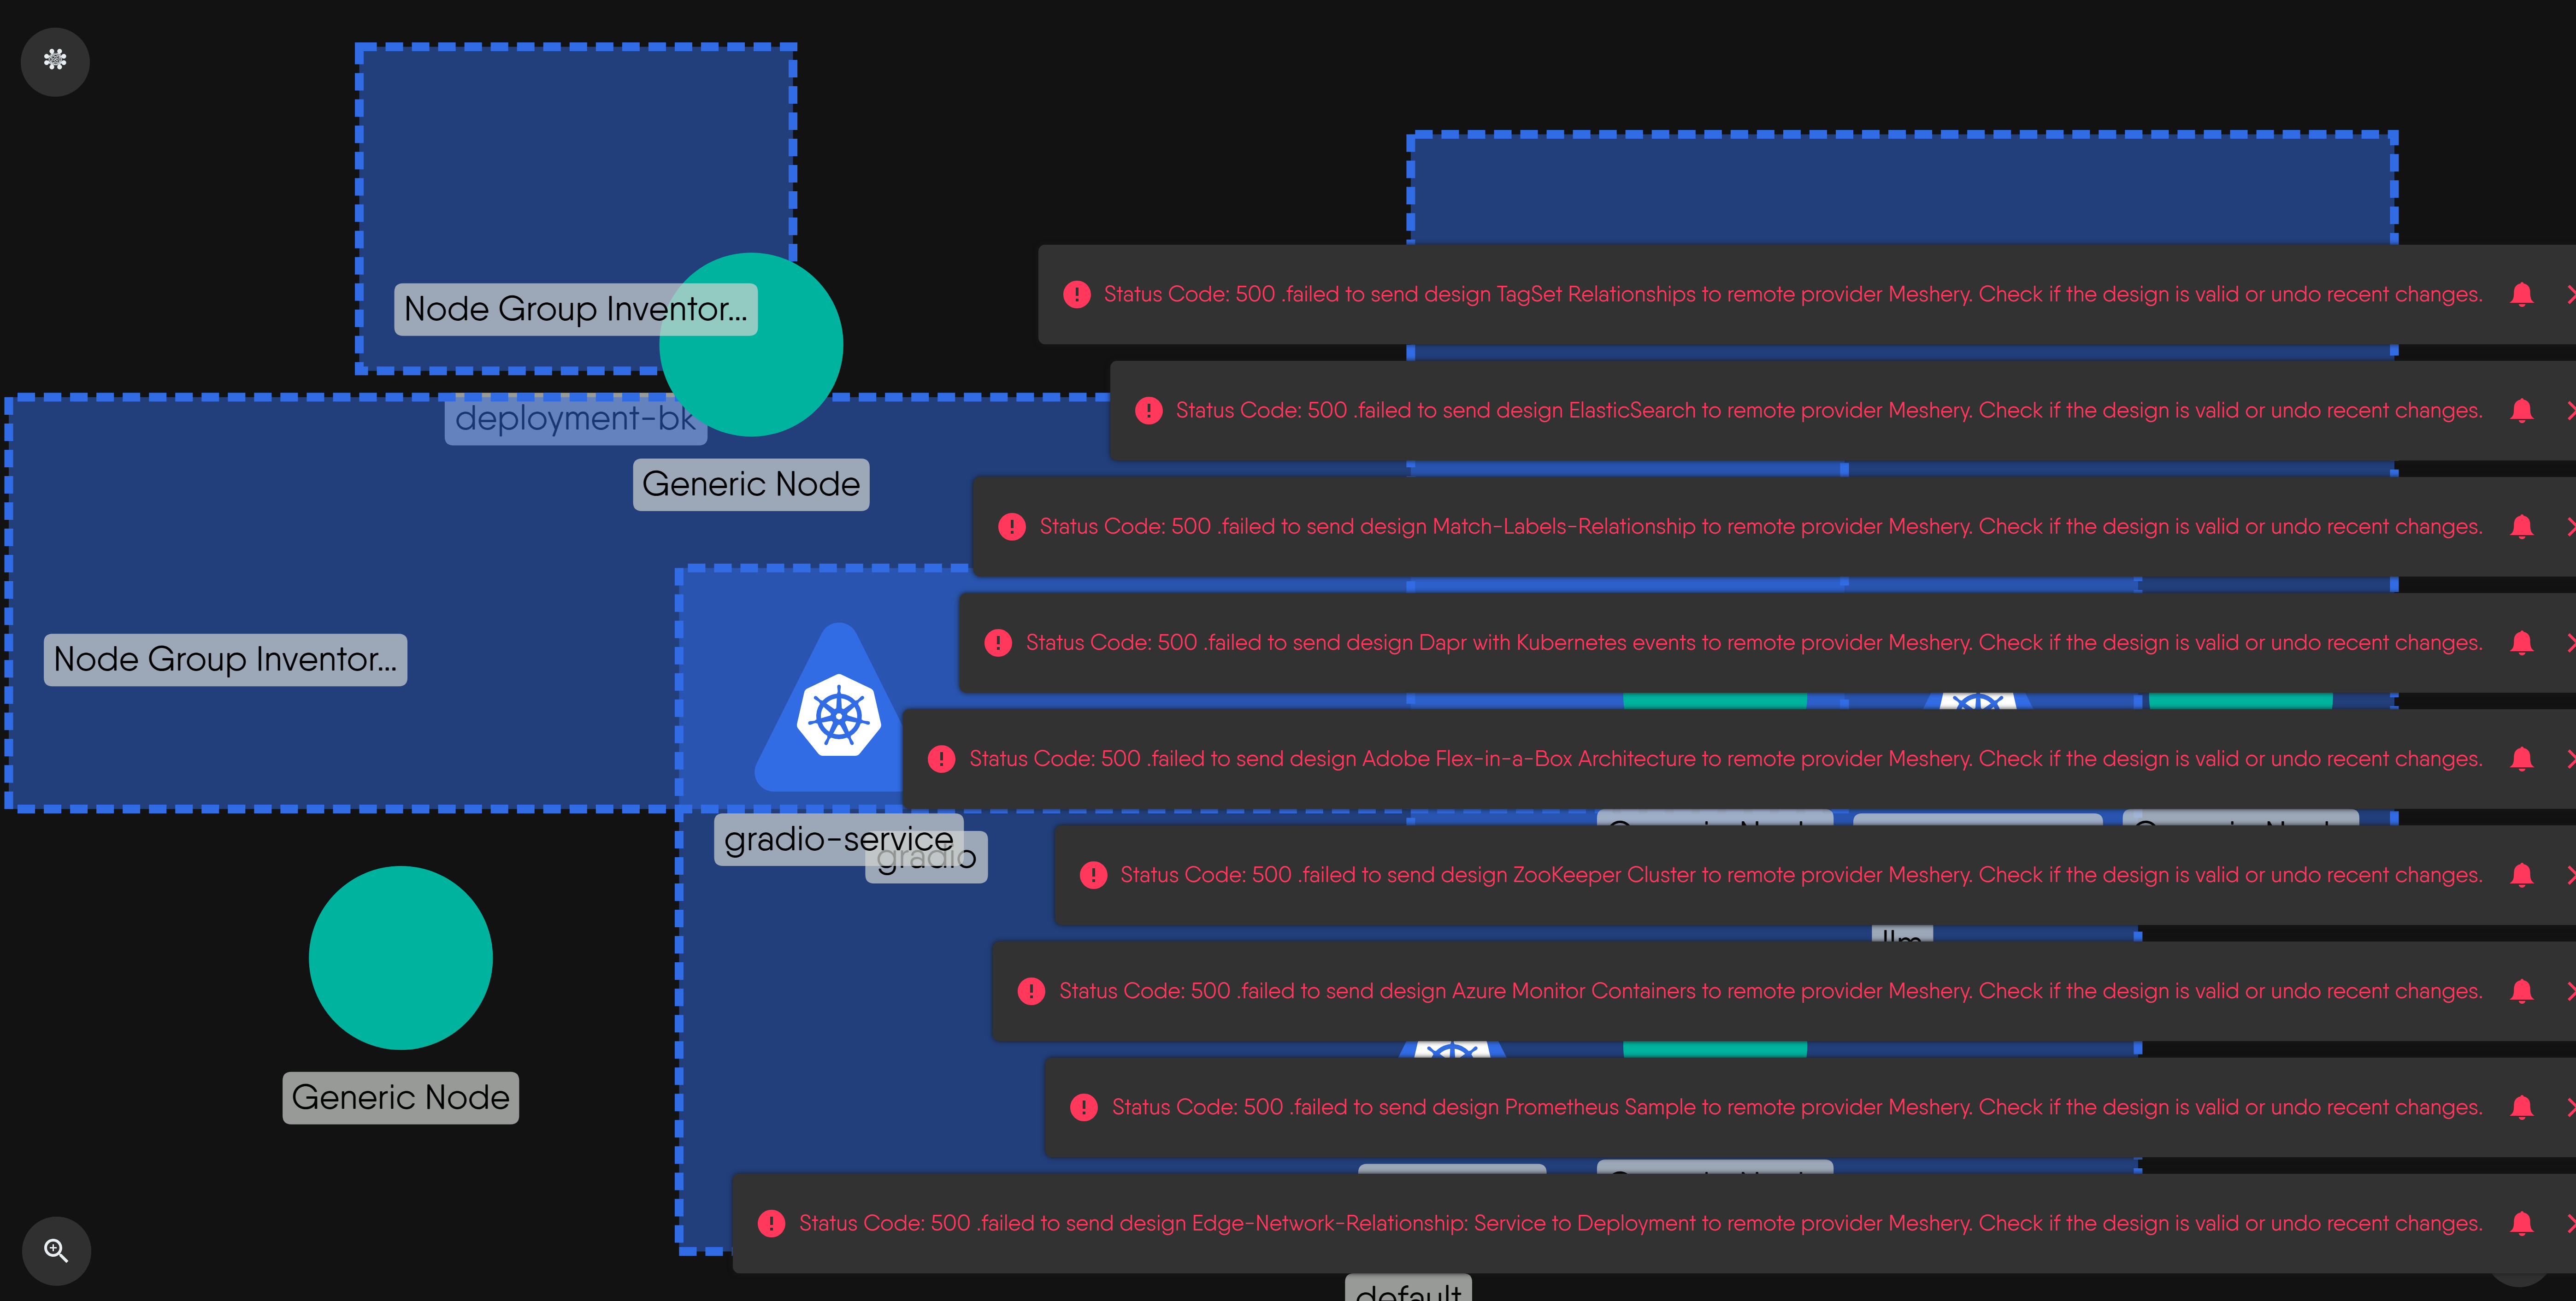 Node Group Inventor...
Status Code: 500 .failed to send design TagSet Relationships to remote provider Meshery. Check if the design is valid or undo recent changes.
deployment-bk
Status Code: 500 .failed to send design ElasticSearch to remote provider Meshery. Check if the design is valid or undo recent changes.
Generic Node
Status Code: 500 .failed to send design Match-Labels-Relationship to remote provider Meshery. Check if the design is valid or undo recent changes.
Node Group Inventor...
Status Code: 500 .failed to send design Dapr with Kubernetes events to remote provider Meshery. Check if the design is valid or undo recent changes.
Status Code: 500 .failed to send design Adobe Flex-in-a-Box Architecture to remote provider Meshery. Check if the design is valid or undo recent changes.
gradio-service
gradio
Status Code: 500 .failed to send design ZooKeeper Cluster to remote provider Meshery. Check if the design is valid or undo recent changes.
llm
Status Code: 500 .failed to send design Azure Monitor Containers to remote provider Meshery. Check if the design is valid or undo recent changes.
Generic Node
Status Code: 500 .failed to send design Prometheus Sample to remote provider Meshery. Check if the design is valid or undo recent changes.
Status Code: 500 .failed to send design Edge-Network-Relationship: Service to Deployment to remote provider Meshery. Check if the design is valid or undo recent changes.
default